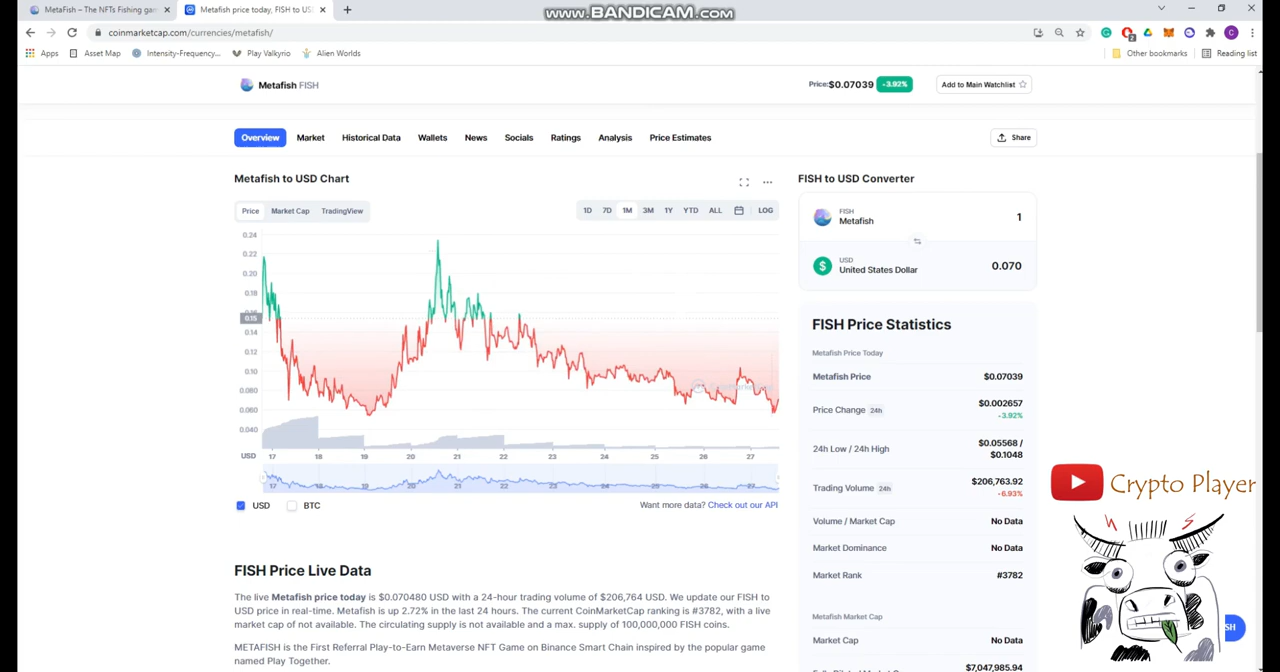 www.BANDICAM.com
MetaFish – The NFTs Fishing gam
Metafish price today, FISH to US
coinmarketcap.com/currencies/metafish/
Apps Asset Map Intensity-Frequency... Play Valkyrio Alien Worlds Other bookmarks Reading list
Metafish FISH
Price:$0.07039 -3.92% Add to Main Watchlist
Overview Market Historical Data Wallets News Socials Ratings Analysis Price Estimates Share
Metafish to USD Chart
Price Market Cap TradingView
1D 7D 1M 3M 1Y YTD ALL LOG
0.24
0.22
0.20
0.18
0.15
0.14
0.12
0.10
0.080
0.060
0.040
USD 17 18 19 20 21 22 23 24 25 26 27
17 18 19 20 21 22 23 24 25 26 27
USD BTC
Want more data? Check out our API
FISH Price Live Data
The live Metafish price today is $0.070480 USD with a 24-hour trading volume of $206,764 USD. We update our FISH to
USD price in real-time. Metafish is up 2.72% in the last 24 hours. The current CoinMarketCap ranking is #3782, with a live
market cap of not available. The circulating supply is not available and a max. supply of 100,000,000 FISH coins.
METAFISH is the First Referral Play-to-Earn Metaverse NFT Game on Binance Smart Chain inspired by the popular game
named Play Together.
FISH to USD Converter
FISH
Metafish 1
USD
United States Dollar 0.070
FISH Price Statistics
Metafish Price Today
Metafish Price $0.07039
Price Change 24h $0.002657
-3.92%
24h Low / 24h High $0.05568 /
$0.1048
Trading Volume 24h $206,763.92
-6.93%
Volume / Market Cap No Data
Market Dominance No Data
Market Rank #3782
Metafish Market Cap
Market Cap No Data
$7,047,985.94
Crypto Player